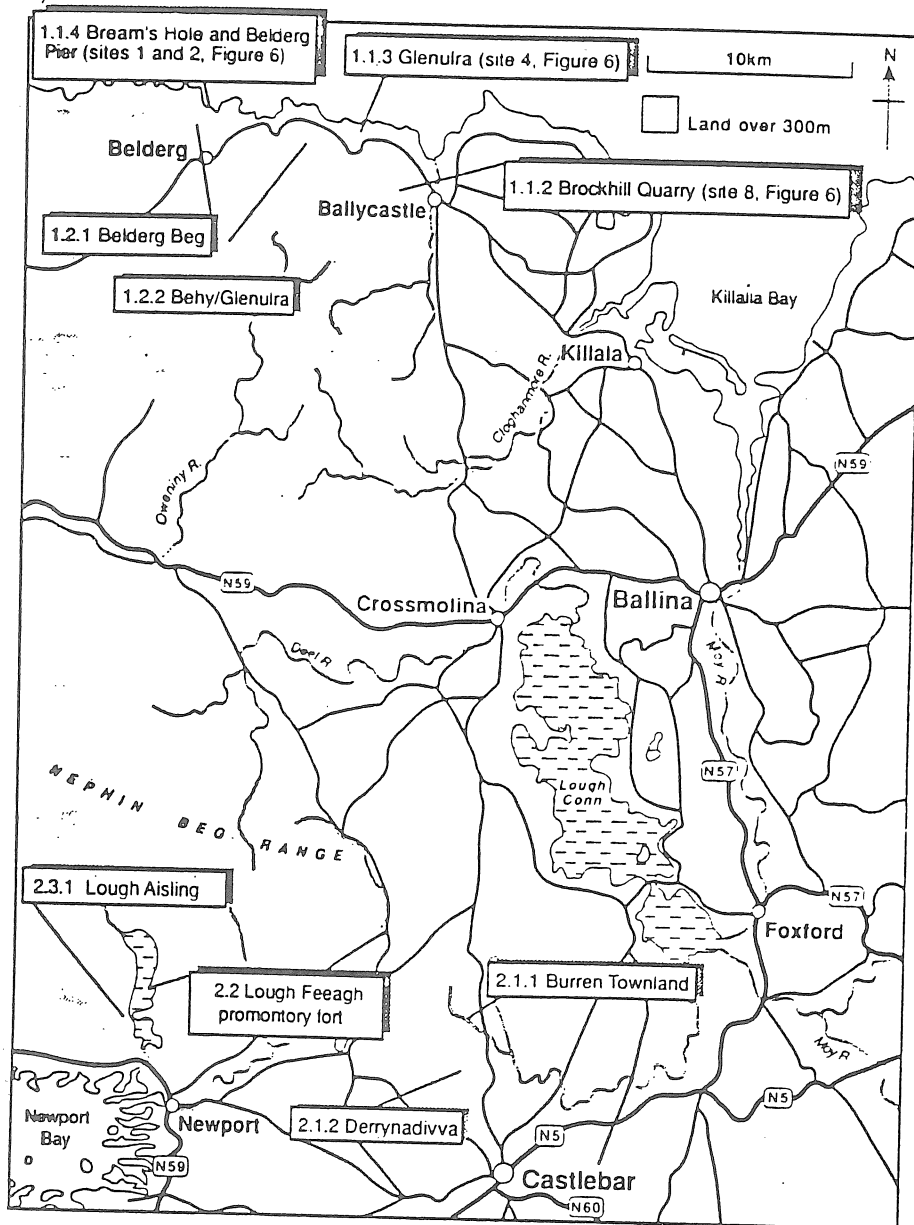 1.1.4 Bream's Hole and Belderg
Pier (sites 1 and 2, Figure 6)
1.1.3 Glenulra (site 4, Figure 6)
10km
N
Land over 300m
Belderg
1.1.2 Brockhill Quarry (site 8, Figure 6)
Ballycastle
1.2.1 Belderg Beg
1.2.2 Behy/Glenulra
Killalla Bay
Killala
Cloghanmore R.
N59
Oweniny R.
N59
Crossmolina
Ballina
Deel R.
Moy R
N57
Lough
Conn
NEPHIN BEG RANGE
2.3.1 Lough Aisling
N57
Foxford
2.2 Lough Feeagh
promontory fort
2.1.1 Burren Townland
Moy R
Newport
Bay
Newport
2.1.2 Derrynadivva
N5
N5
N59
Castlebar
N60